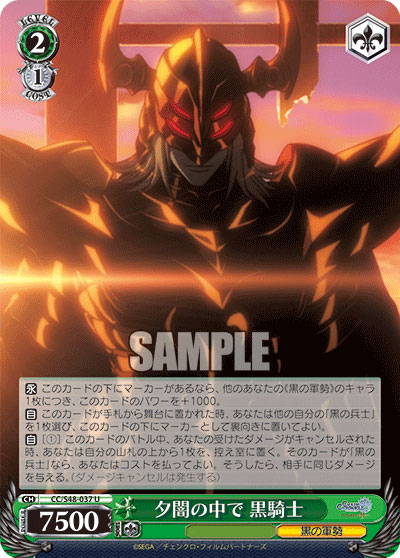 LEVEL
2
1
COST
SAMPLE
永 このカードの下にマーカーがあるなら、他のあなたの《黒の軍勢》のキャラ
1枚につき、このカードのパワーを+1000。
自 このカードが手札から舞台に置かれた時、あなたは他の自分の「黒の兵士」
を1枚選び、このカードの下にマーカーとして裏向きに置いてよい。
自 [①] このカードのバトル中、あなたの受けたダメージがキャンセルされた
時、あなたは自分の山札の上から1枚を、控え室に置く。そのカードが「黒
の兵士」なら、あなたはコストを払ってよい。そうしたら、相手に同じダメージ
を与える。(ダメージキャンセルは発生する)
CH CC/S48-037 U
POWER
7500
夕闇の中で 黒騎士
黒の軍勢
©SEGA／チェンクロ・フィルムパートナーズ